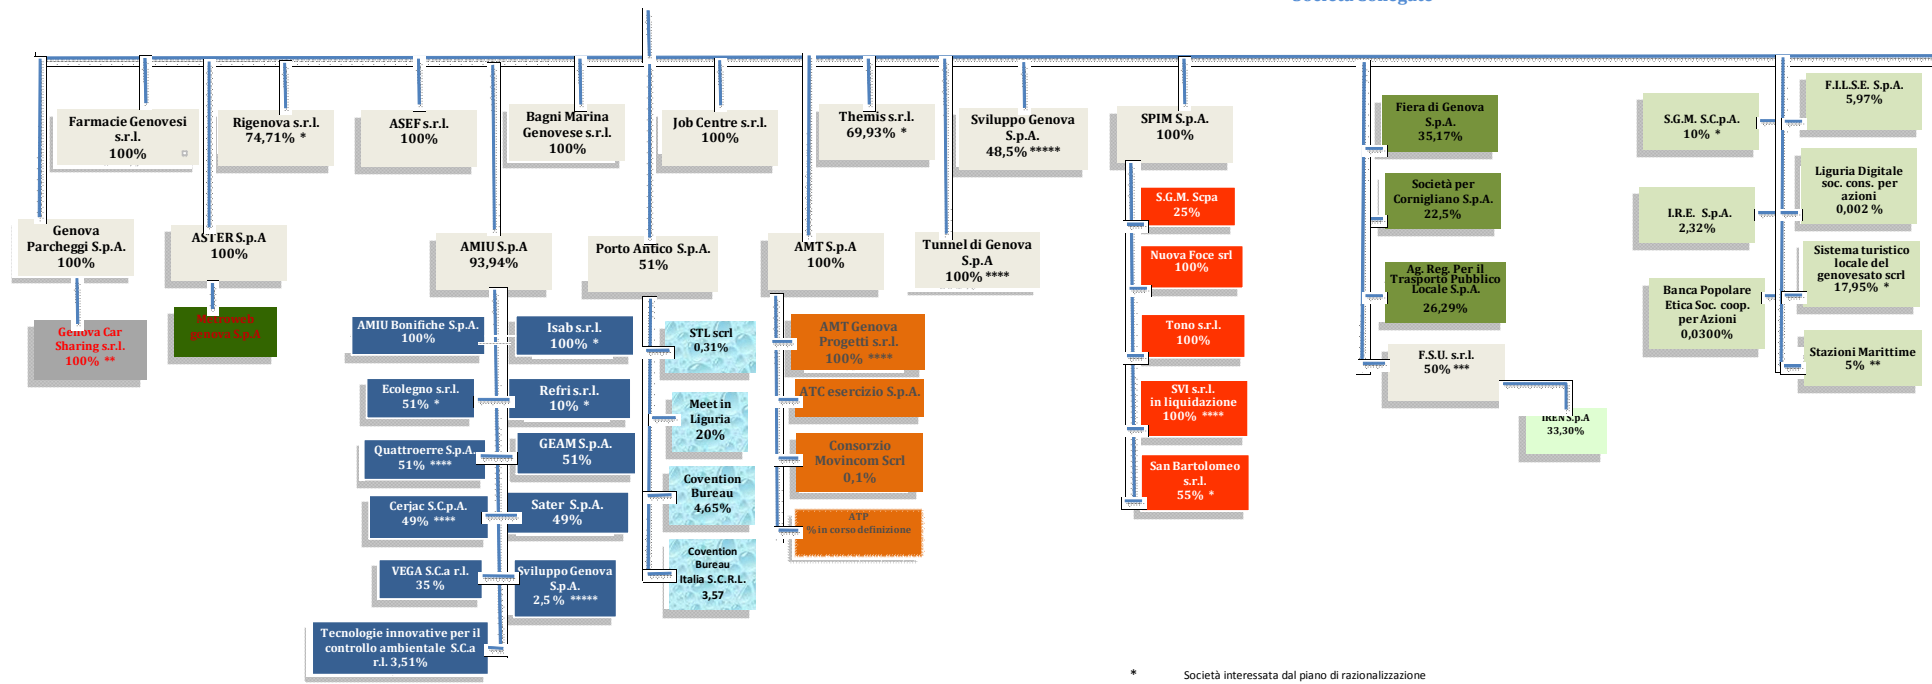 Farmacie Genovesi
s.r.l.
100%
Rigenova s.r.l.
74,71% *
ASEF s.r.l.
100%
Bagni Marina
Genovese s.r.l.
100%
Job Centre s.r.l.
100%
Themis s.r.l.
69,93% *
Sviluppo Genova
S.p.A.
48,5% *****
SPIM S.p.A.
100%
Genova
Parcheggi S.p.A.
100%
Genova Car
Sharing s.r.l.
100% **
ASTER S.p.A
100%
Metroweb
genova S.p.A
AMIU S.p.A
93,94%
AMIU Bonifiche S.p.A.
100%
Isab s.r.l.
100% *
Ecolegno s.r.l.
51% *
Refri s.r.l.
10% *
Quattroerre S.p.A.
51% ****
GEAM S.p.A.
51%
Cerjac S.C.p.A.
49% ****
Sater S.p.A.
49%
VEGA S.C.a r.l.
35 %
Sviluppo Genova
S.p.A.
2,5 % *****
Tecnologie innovative per il
controllo ambientale S.C.a
r.l. 3,51%
Porto Antico S.p.A.
51%
STL scrl
0,31%
Meet in
Liguria
20%
Covention
Bureau
4,65%
Covention
Bureau
Italia S.C.R.L.
3,57
AMT S.p.A
100%
AMT Genova
Progetti s.r.l.
100% ****
ATC esercizio S.p.A.
Consorzio
Movincom Scrl
0,1%
ATP
% in corso definizione
Tunnel di Genova
S.p.A
100% ****
S.G.M. Scpa
25%
Nuova Foce srl
100%
Tono s.r.l.
100%
SVI s.r.l.
in liquidazione
100% ****
San Bartolomeo
s.r.l.
55% *
Fiera di Genova
S.p.A.
35,17%
Società per
Cornigliano S.p.A.
22,5%
Ag. Reg. Per il
Trasporto Pubblico
Locale S.p.A.
26,29%
F.S.U. s.r.l.
50% ***
IREN S.p.A
33,30%
S.G.M. S.C.p.A.
10% *
F.I.L.S.E. S.p.A.
5,97%
I.R.E. S.p.A.
2,32%
Liguria Digitale
soc. cons. per
azioni
0,002 %
Banca Popolare
Etica Soc. coop.
per Azioni
0,0300%
Sistema turistico
locale del
genovesato scrl
17,95% *
Stazioni Marittime
5% **
* Società interessata dal piano di razionalizzazione